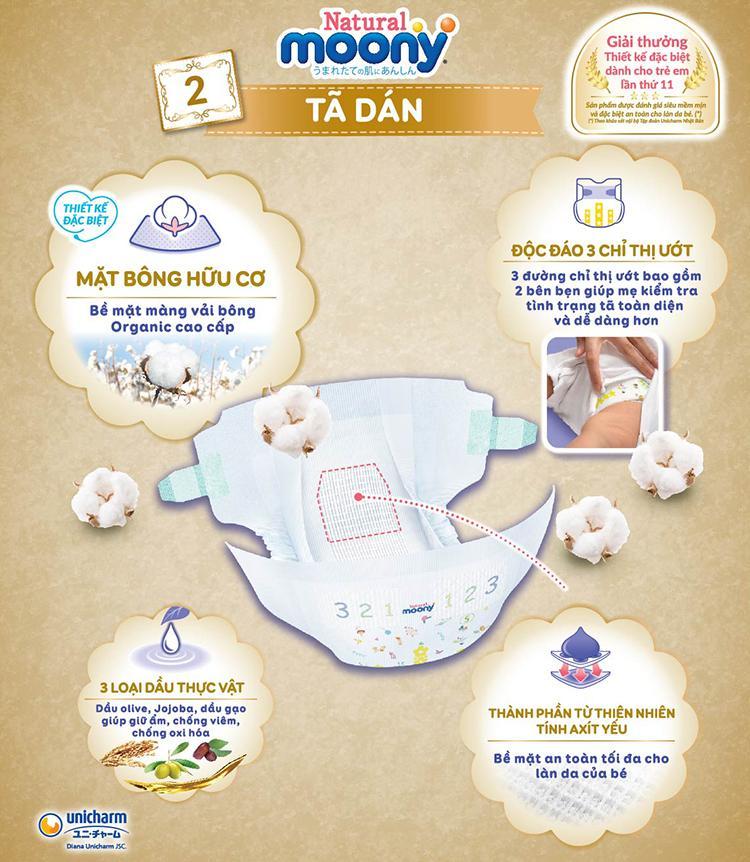 Natural
moony
うまれたての肌にあんしん
2
TÃ DÁN
Giải thưởng
Thiết kế đặc biệt
dành cho trẻ em
lần thứ 11
Sản phẩm được đánh giá siêu mềm mịn
và đặc biệt an toàn cho làn da bé. (*)
(*) Theo khảo sát nội bộ Tập đoàn Unicharm Nhật Bản
THIẾT KẾ
ĐẶC BIỆT
MẶT BÔNG HỮU CƠ
Bề mặt màng vải bông
Organic cao cấp
ĐỘC ĐÁO 3 CHỈ THỊ ƯỚT
3 đường chỉ thị ướt bao gồm
2 bên bẹn giúp mẹ kiểm tra
tình trạng tã toàn diện
và dễ dàng hơn
3 2 1 Natural moony 1 2 3
3 LOẠI DẦU THỰC VẬT
Dầu olive, Jojoba, dầu gạo
giúp giữ ẩm, chống viêm,
chống oxi hóa
THÀNH PHẦN TỪ THIÊN NHIÊN
TÍNH AXÍT YẾU
Bề mặt an toàn tối đa cho
làn da của bé
unicharm
ユニ・チャーム
Diana Unicharm JSC.